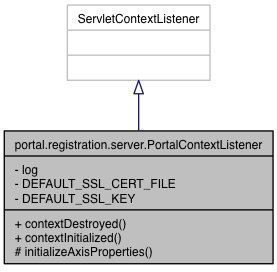 ServletContextListener
portal.registration.server.PortalContextListener
- log
- DEFAULT_SSL_CERT_FILE
- DEFAULT_SSL_KEY
+ contextDestroyed()
+ contextInitialized()
# initializeAxisProperties()